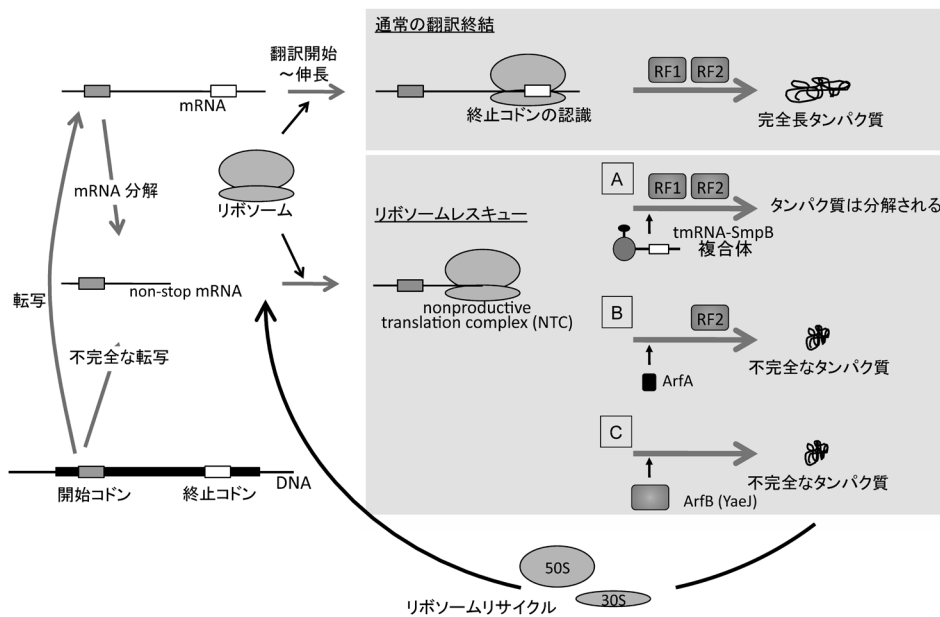 通常の翻訳終結
翻訳開始
～伸長
mRNA
終止コドンの認識
RF1
RF2
完全長タンパク質
mRNA 分解
リボソーム
リボソームレスキュー
A
RF1
RF2
タンパク質は分解される
tmRNA-SmpB
複合体
転写
non-stop mRNA
nonproductive
translation complex (NTC)
B
RF2
ArfA
不完全なタンパク質
不完全な転写
C
ArfB (YaeJ)
不完全なタンパク質
DNA
開始コドン
終止コドン
50S
30S
リボソームリサイクル